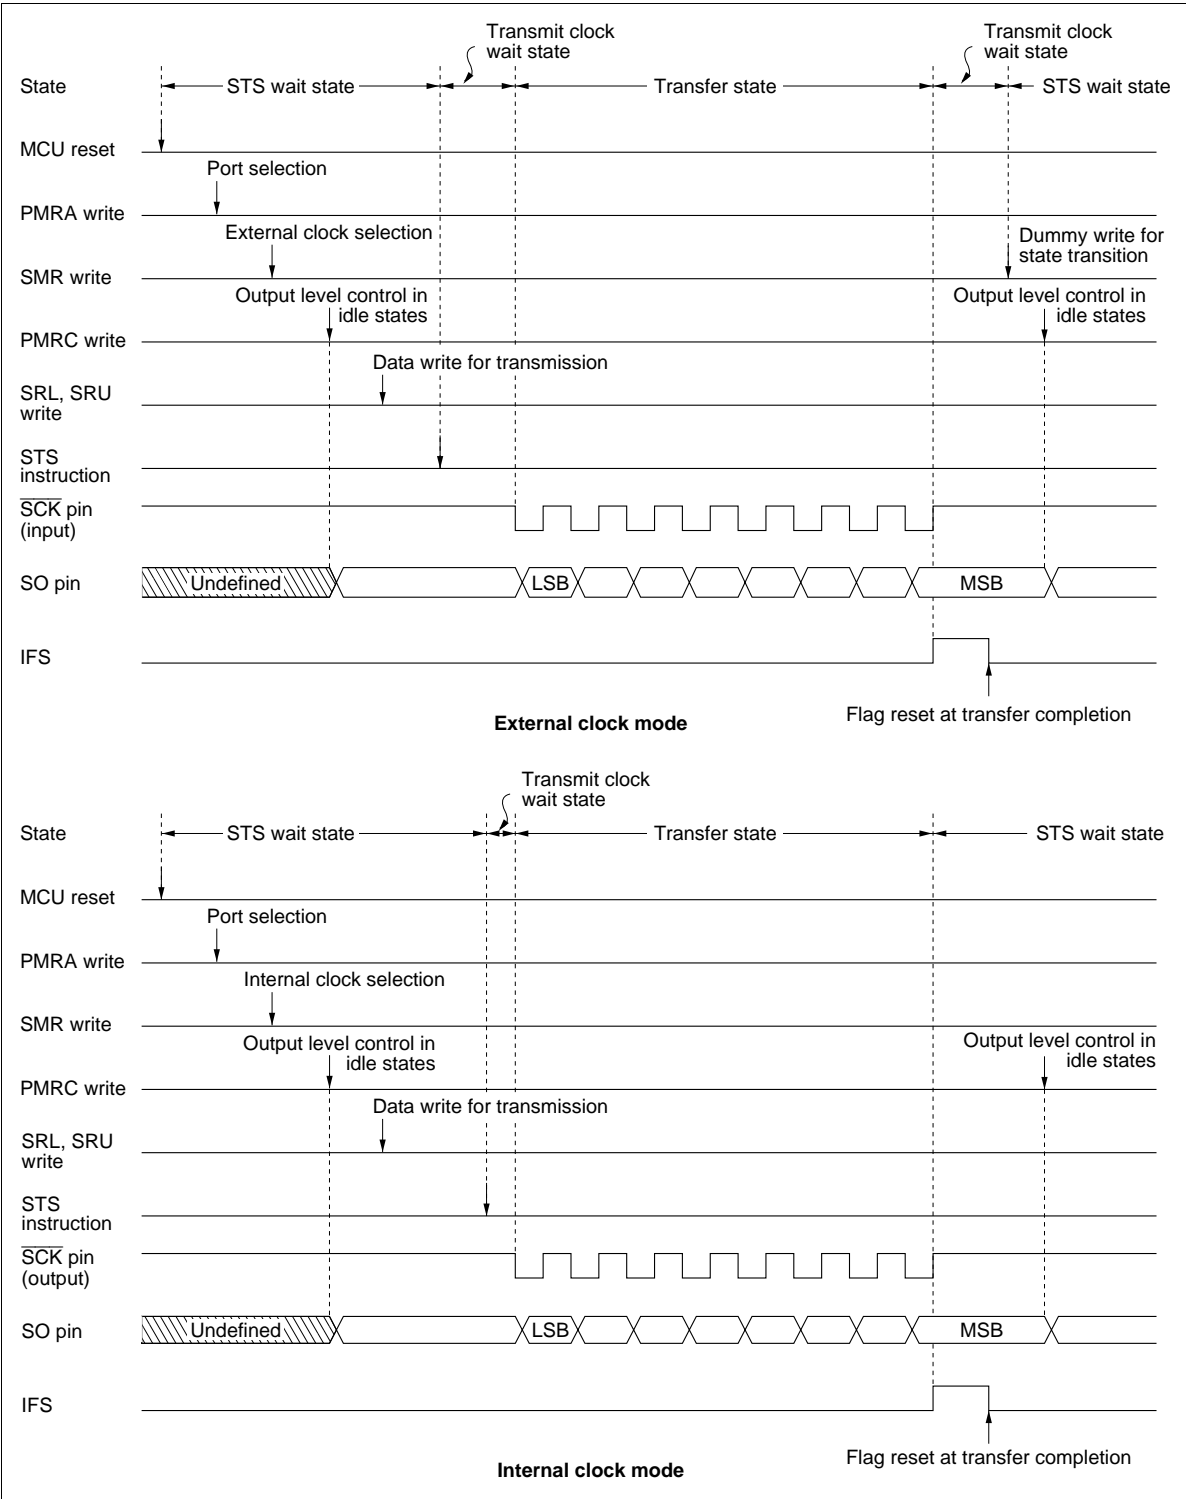 Transmit clock
wait state
Transmit clock
wait state
State
STS wait state
Transfer state
STS wait state
MCU reset
Port selection
PMRA write
External clock selection
Dummy write for
state transition
SMR write
Output level control in
idle states
Output level control in
idle states
PMRC write
Data write for transmission
SRL, SRU
write
STS
instruction
SCK pin
(input)
SO pin
Undefined
LSB
MSB
IFS
Flag reset at transfer completion
External clock mode
Transmit clock
wait state
State
STS wait state
Transfer state
STS wait state
MCU reset
Port selection
PMRA write
Internal clock selection
SMR write
Output level control in
idle states
Output level control in
idle states
PMRC write
Data write for transmission
SRL, SRU
write
STS
instruction
SCK pin
(output)
SO pin
Undefined
LSB
MSB
IFS
Flag reset at transfer completion
Internal clock mode